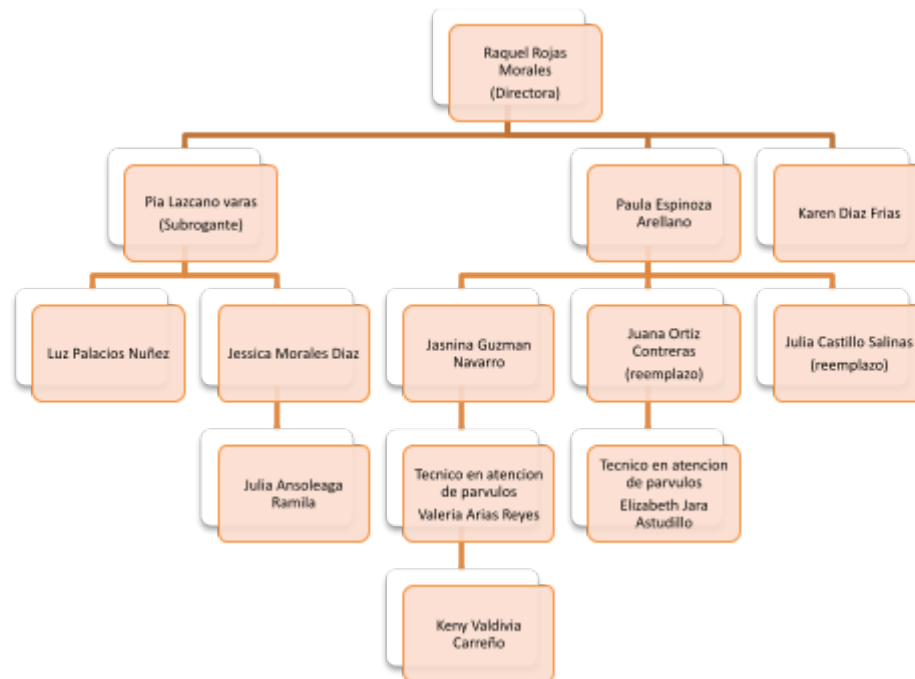 Raquel Rojas
Morales
(Directora)
Pia Lazcano varas
(Subrogante)
Paula Espinoza
Arellano
Karen Diaz Frias
Luz Palacios Nuñez
Jessica Morales Diaz
Jasnina Guzman
Navarro
Juana Ortiz
Contreras
(reemplazo)
Julia Castillo Salinas
(reemplazo)
Julia Ansoleaga
Ramila
Tecnico en atencion
de parvulos
Valeria Arias Reyes
Tecnico en atencion
de parvulos
Elizabeth Jara
Astudillo
Keny Valdivia
Carreño